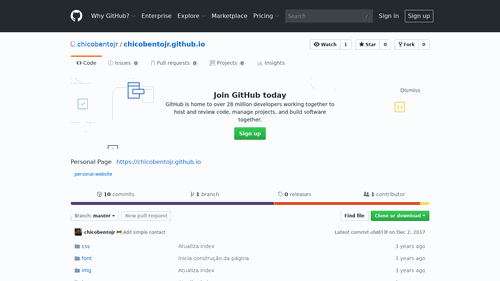 Why GitHub? Enterprise Explore Marketplace Pricing Search Sign in Sign up
chicobentojr / chicobentojr.github.io Watch 1 Star 0 Fork 0
Code Issues 0 Pull requests 0 Projects 0 Insights
Dismiss
Join GitHub today
GitHub is home to over 28 million developers working together to
host and review code, manage projects, and build software
together.
Sign up
Personal Page https://chicobentojr.github.io
personal-website
10 commits 1 branch 0 releases 1 contributor
Branch: master New pull request Find file Clone or download
chicobentojr Add simple contact Latest commit on Dec 2, 2017
css Atualiza index 3 years ago
font Inicia construção da página 3 years ago
img Atualiza index 3 years ago